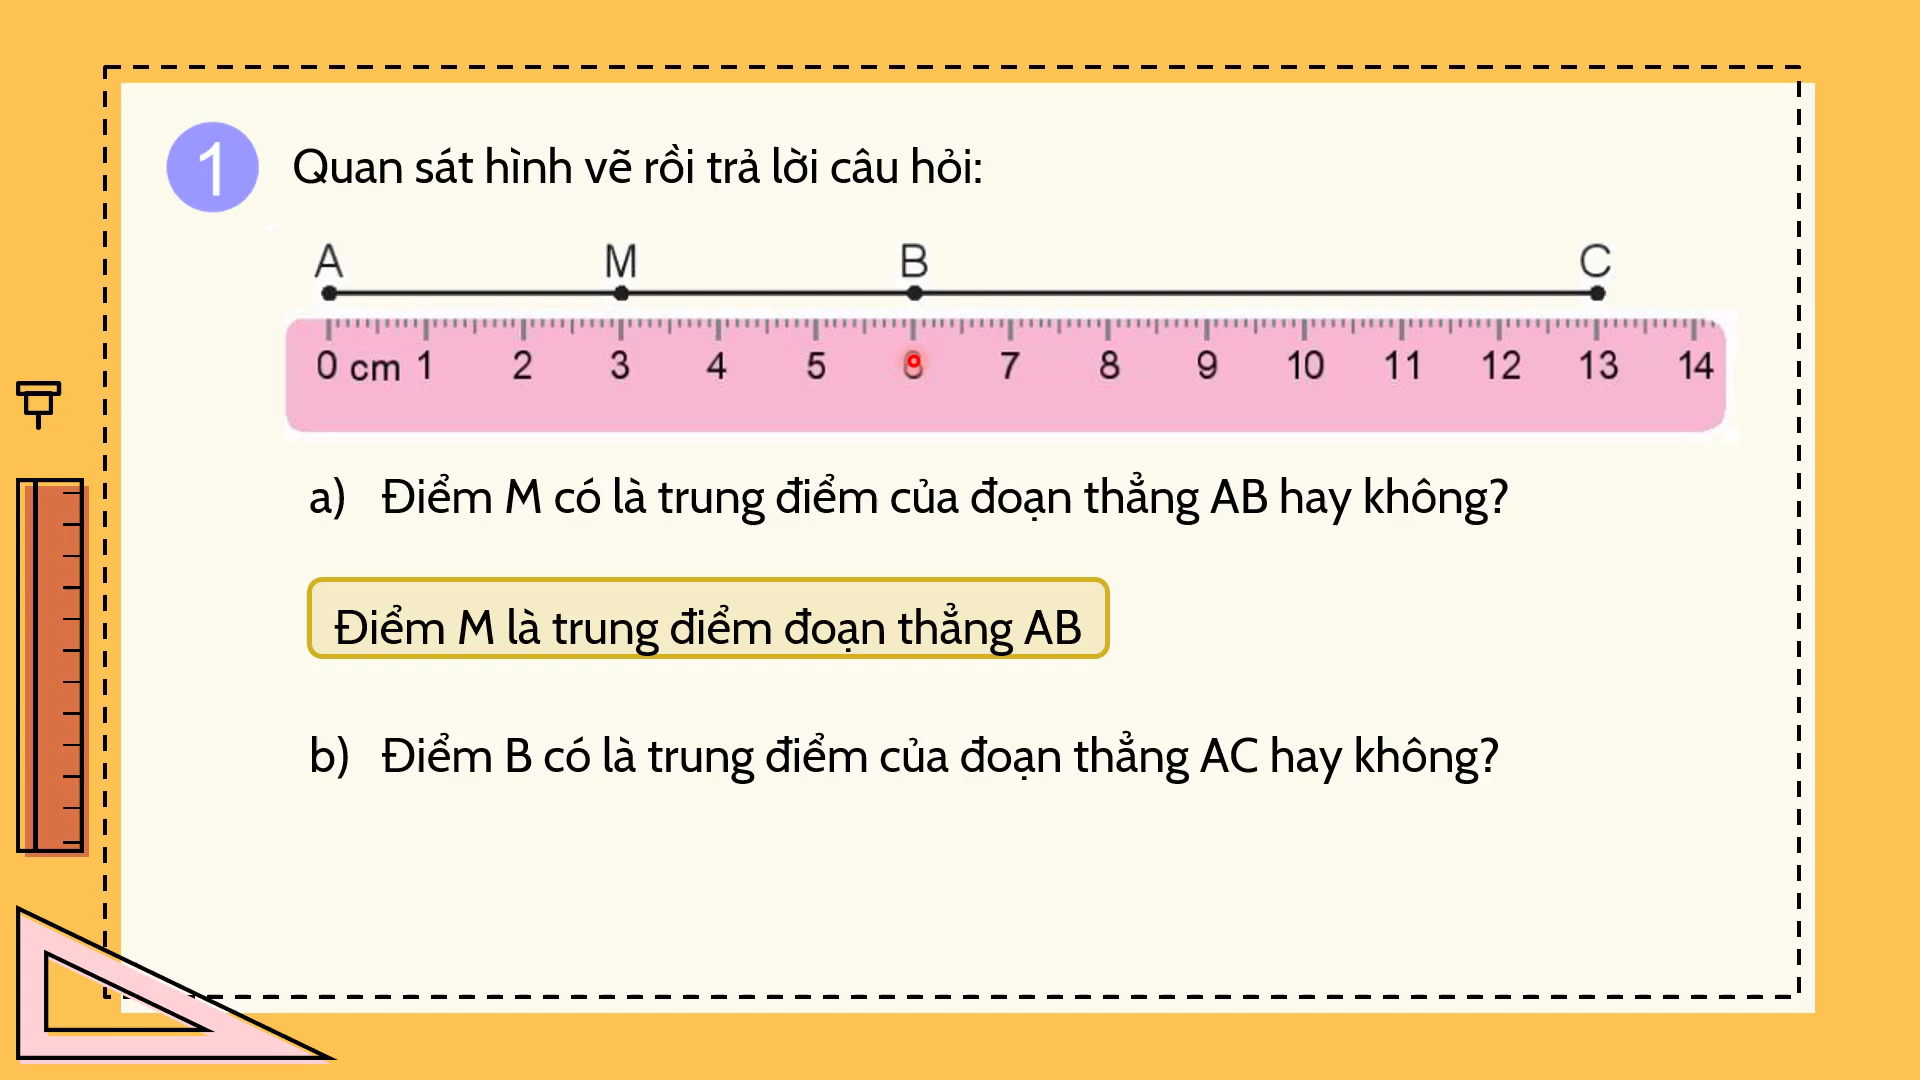 1 Quan sát hình vẽ rồi trả lời câu hỏi:
A M B C
0 cm 1 2 3 4 5 6 7 8 9 10 11 12 13 14
a) Điểm M có là trung điểm của đoạn thẳng AB hay không?
Điểm M là trung điểm đoạn thẳng AB
b) Điểm B có là trung điểm của đoạn thẳng AC hay không?